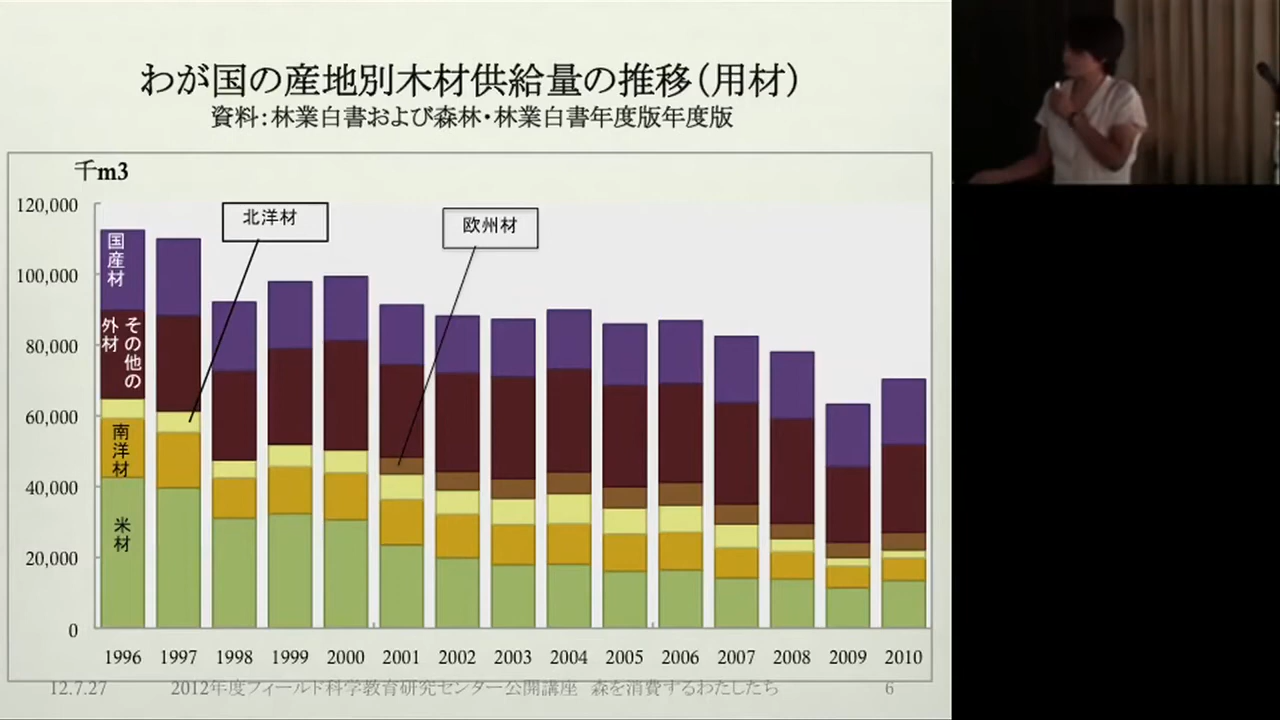 わが国の産地別木材供給量の推移(用材)
資料:林業白書および森林・林業白書年度版年度版
千m3
120,000
100,000
80,000
60,000
40,000
20,000
0
北洋材
欧州材
国産材
その他の外材
南洋材
米材
1996 1997 1998 1999 2000 2001 2002 2003 2004 2005 2006 2007 2008 2009 2010
12.7.27 2012年度フィールド科学教育研究センター公開講座 森を消費するわたしたち 6